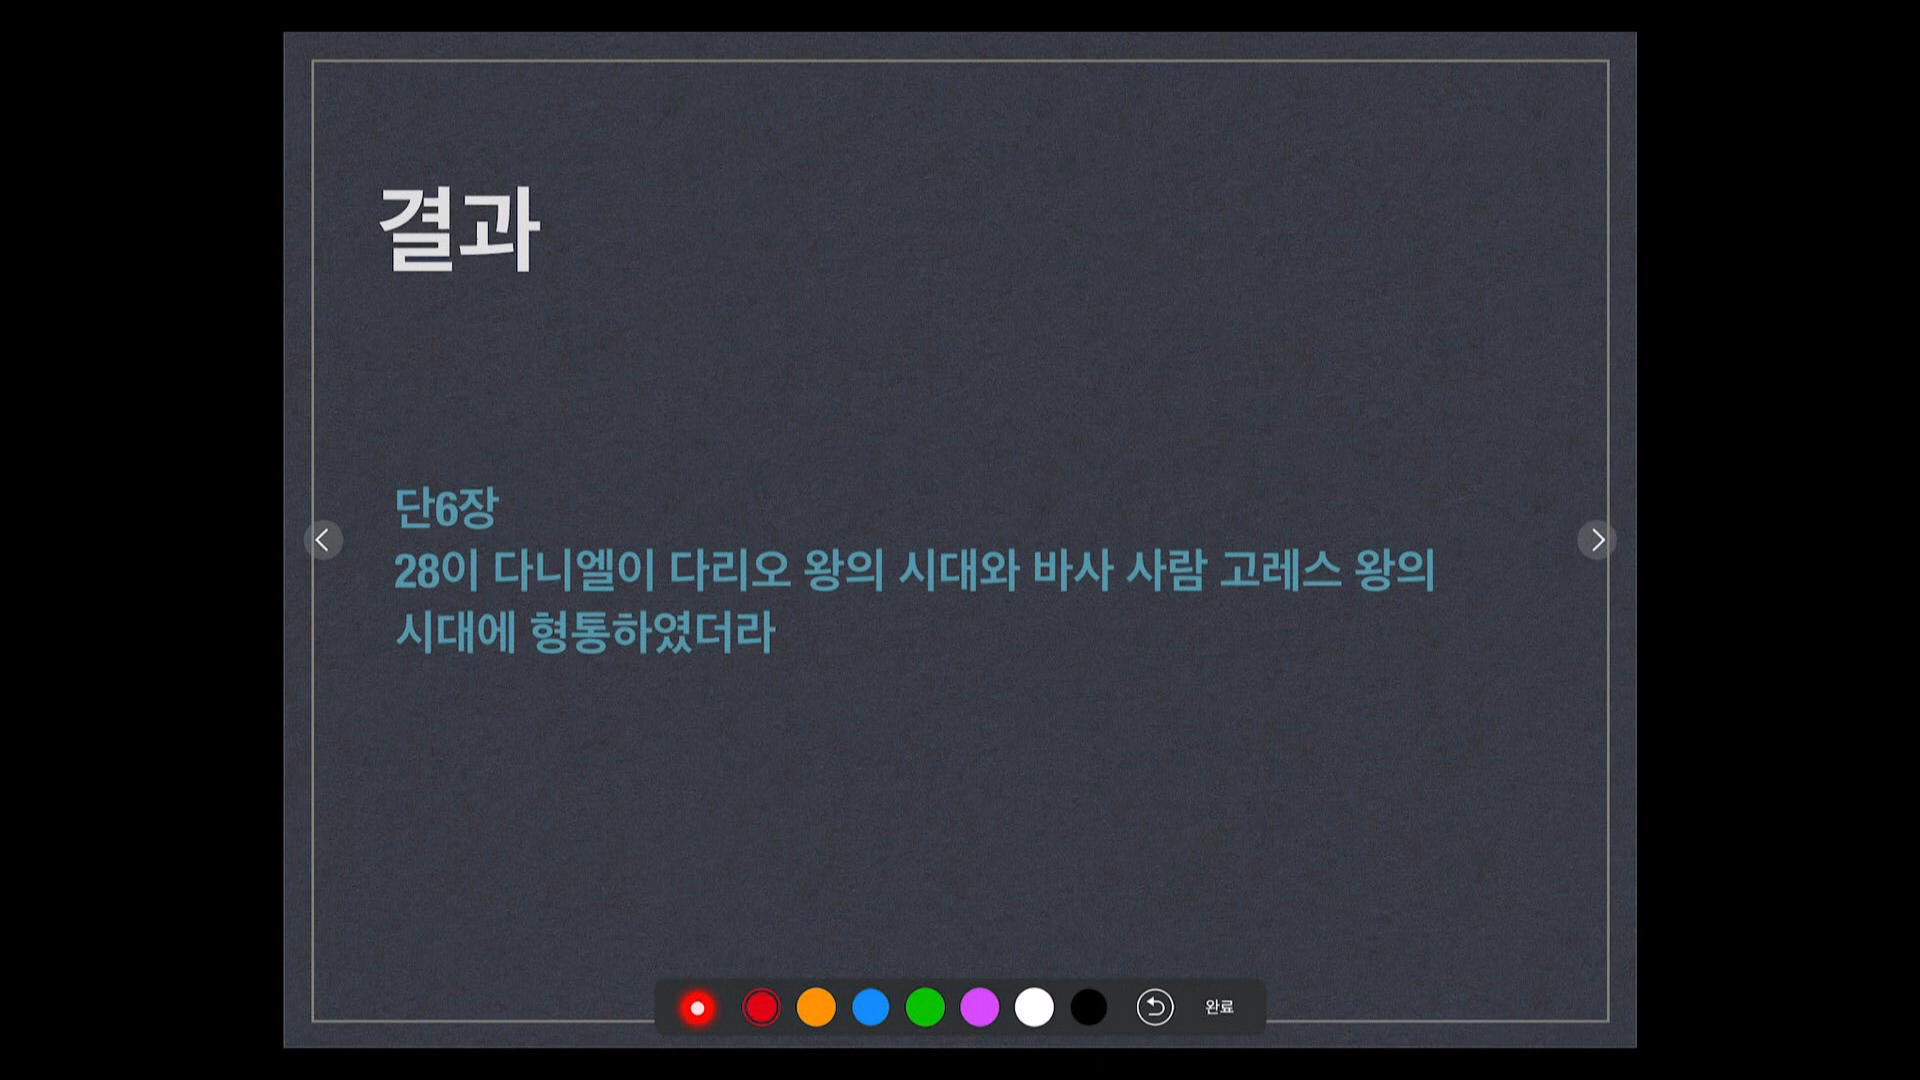 결과
단6장
28이 다니엘이 다리오 왕의 시대와 바사 사람 고레스 왕의
시대에 형통하였더라
완료